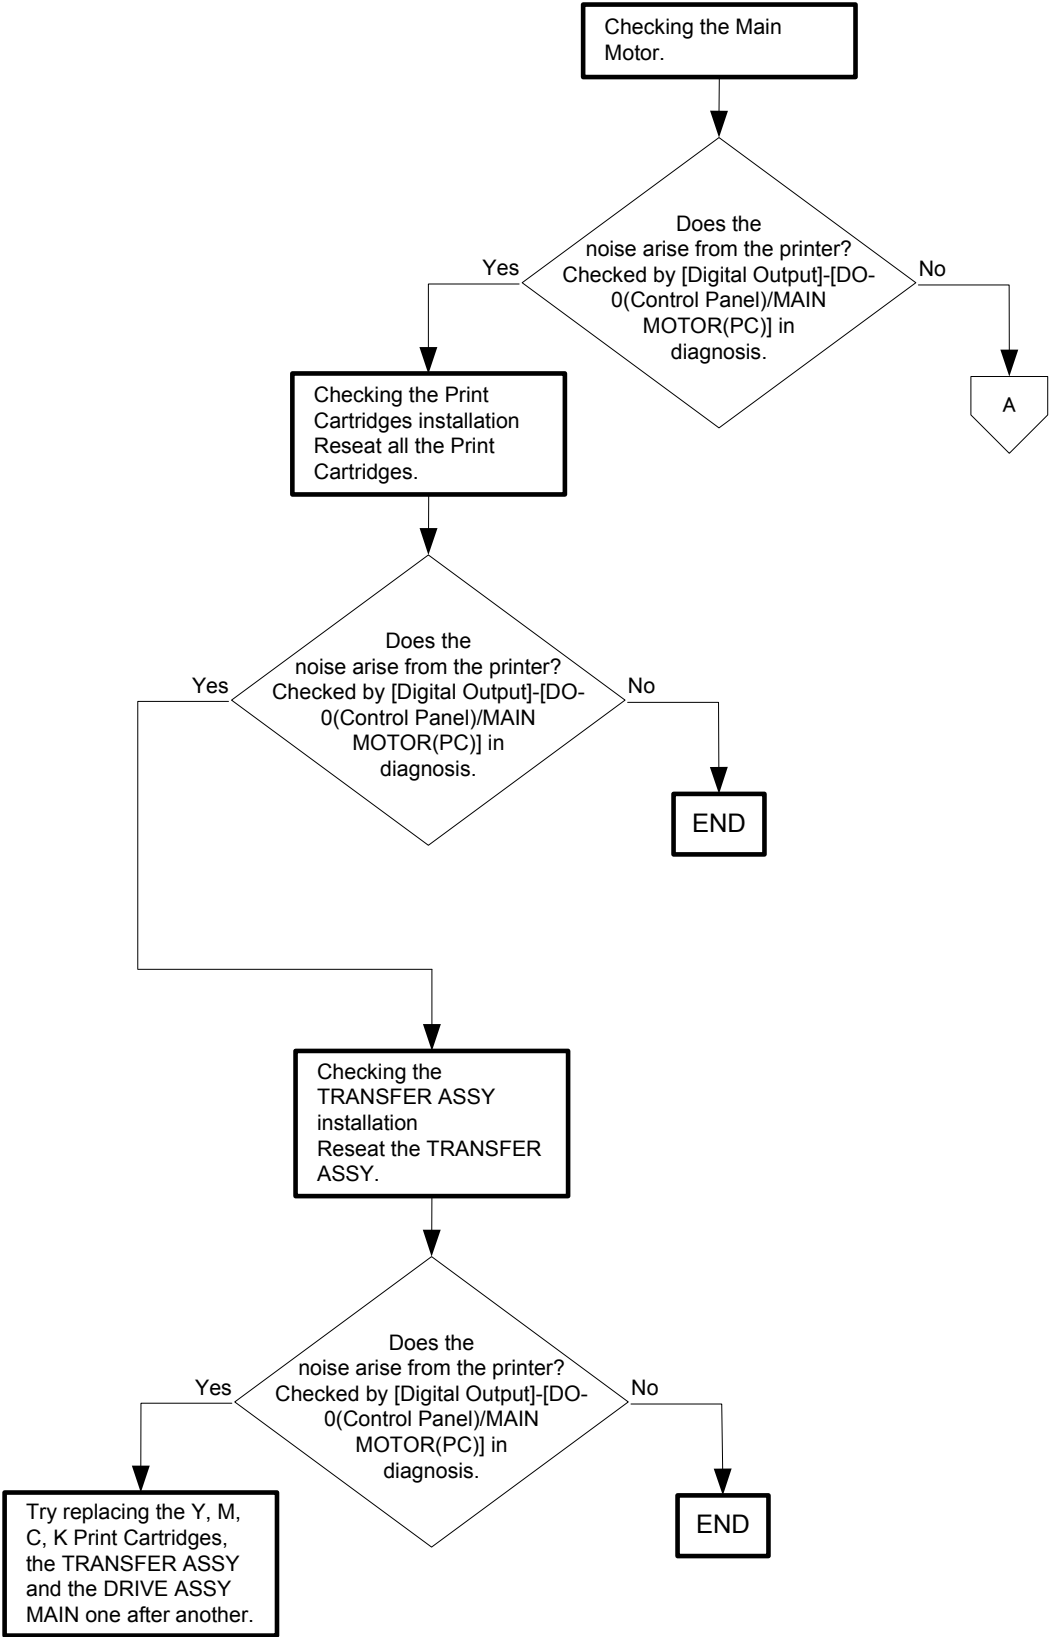 Checking the Main
Motor.
Does the
noise arise from the printer?
Checked by [Digital Output]-[DO-
0(Control Panel)/MAIN
MOTOR(PC)] in
diagnosis.
Yes
No
A
Checking the Print
Cartridges installation
Reseat all the Print
Cartridges.
Does the
noise arise from the printer?
Checked by [Digital Output]-[DO-
0(Control Panel)/MAIN
MOTOR(PC)] in
diagnosis.
Yes
No
END
Checking the
TRANSFER ASSY
installation
Reseat the TRANSFER
ASSY.
Does the
noise arise from the printer?
Checked by [Digital Output]-[DO-
0(Control Panel)/MAIN
MOTOR(PC)] in
diagnosis.
Yes
No
Try replacing the Y, M,
C, K Print Cartridges,
the TRANSFER ASSY
and the DRIVE ASSY
MAIN one after another.
END